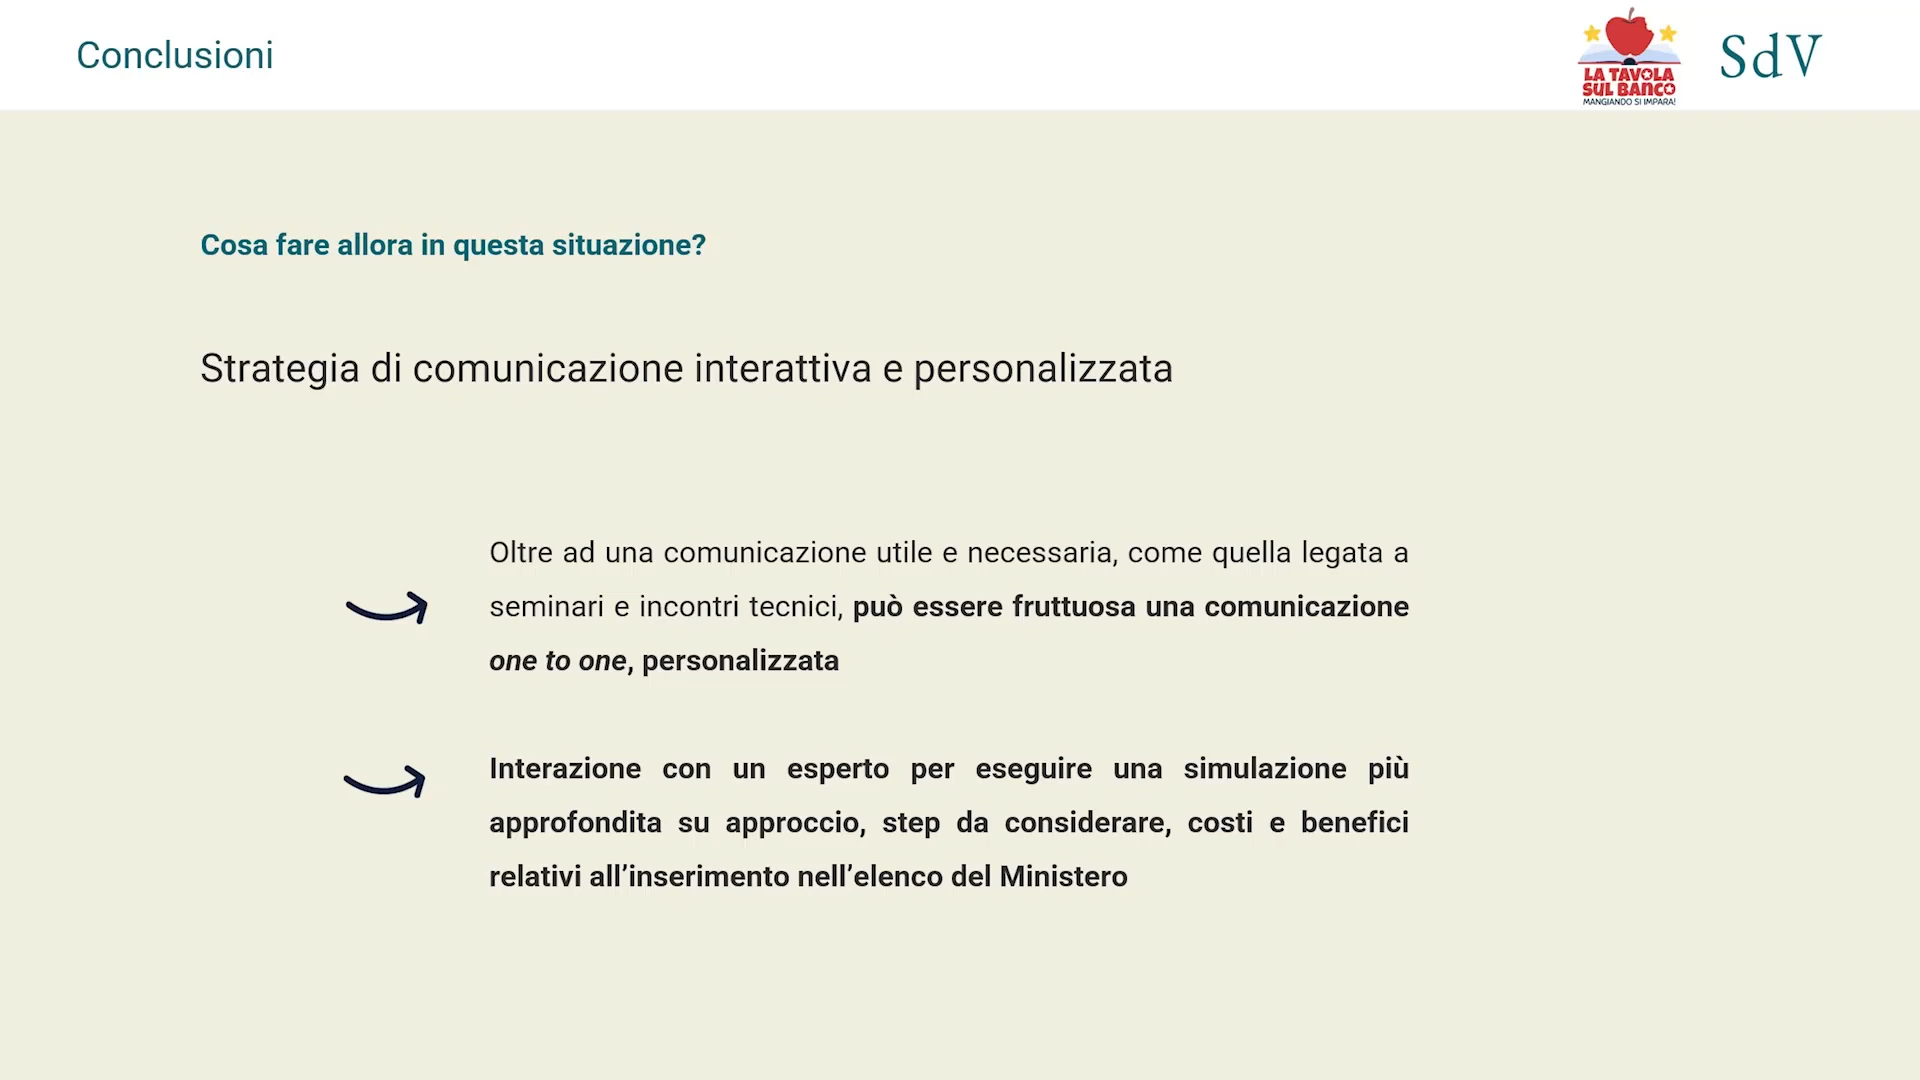 Conclusioni
LA TAVOLA
SUL BANCO
MANGIANDO SI IMPARA!
SdV
Cosa fare allora in questa situazione?
Strategia di comunicazione interattiva e personalizzata
Oltre ad una comunicazione utile e necessaria, come quella legata a
seminari e incontri tecnici, può essere fruttuosa una comunicazione
one to one, personalizzata
Interazione con un esperto per eseguire una simulazione più
approfondita su approccio, step da considerare, costi e benefici
relativi all’inserimento nell’elenco del Ministero